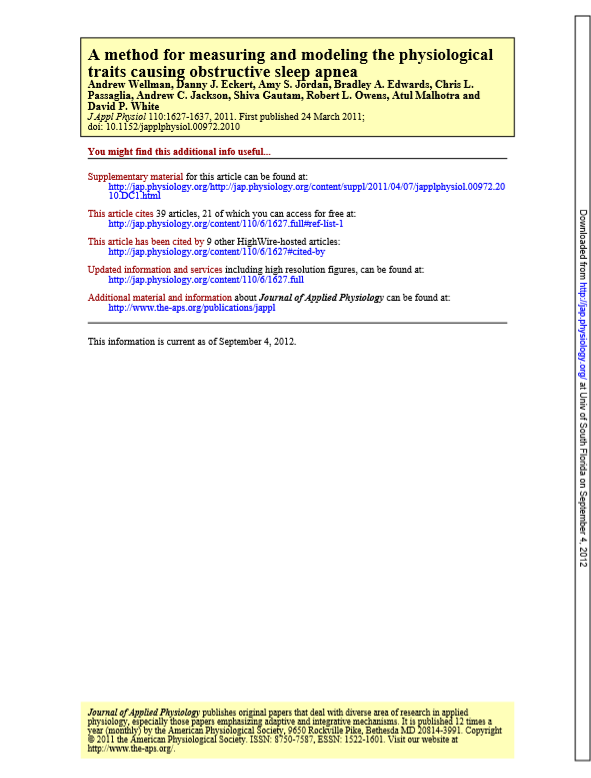 A method for measuring and modeling the physiological
traits causing obstructive sleep apnea
Andrew Wellman, Danny J. Eckert, Amy S. Jordan, Bradley A. Edwards, Chris L.
Passaglia, Andrew C. Jackson, Shiva Gautam, Robert L. Owens, Atul Malhotra and
David P. White
J Appl Physiol 110:1627-1637, 2011. First published 24 March 2011;
doi: 10.1152/japplphysiol.00972.2010
You might find this additional info useful...
Supplementary material for this article can be found at:
http://jap.physiology.org/http://jap.physiology.org/content/suppl/2011/04/07/japplphysiol.00972.20
10.DC1.html
This article cites 39 articles, 21 of which you can access for free at:
http://jap.physiology.org/content/110/6/1627.full#ref-list-1
This article has been cited by 9 other HighWire-hosted articles:
http://jap.physiology.org/content/110/6/1627#cited-by
Updated information and services including high resolution figures, can be found at:
http://jap.physiology.org/content/110/6/1627.full
Additional material and information about Journal of Applied Physiology can be found at:
http://www.the-aps.org/publications/jappl
This information is current as of September 4, 2012.
Downloaded from http://jap.physiology.org/ at Univ of South Florida on September 4, 2012
Journal of Applied Physiology publishes original papers that deal with diverse area of research in applied
physiology, especially those papers emphasizing adaptive and integrative mechanisms. It is published 12 times a
year (monthly) by the American Physiological Society, 9650 Rockville Pike, Bethesda MD 20814-3991. Copyright
© 2011 the American Physiological Society. ISSN: 8750-7587, ESSN: 1522-1601. Visit our website at
http://www.the-aps.org/.